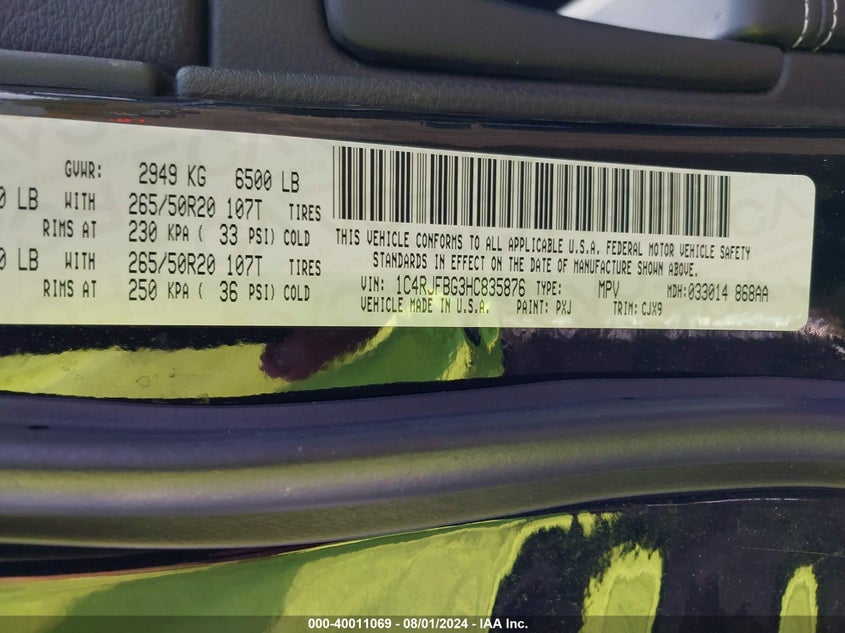 GVWR: 2949 KG 6500 LB
0 LB WITH 265/50R20 107T TIRES
RIMS AT 230 KPA ( 33 PSI) COLD
0 LB WITH 265/50R20 107T TIRES
RIMS AT 250 KPA ( 36 PSI) COLD
THIS VEHICLE CONFORMS TO ALL APPLICABLE U.S.A. FEDERAL MOTOR VEHICLE SAFETY
STANDARDS IN EFFECT ON THE DATE OF MANUFACTURE SHOWN ABOVE.
VIN: 1C4RJFBG3HC835876 TYPE: MPV MDH:033014 868AA
VEHICLE MADE IN U.S.A. PAINT: PXJ TRIM: CJX9
000-40011069 - 08/01/2024 - IAA Inc.